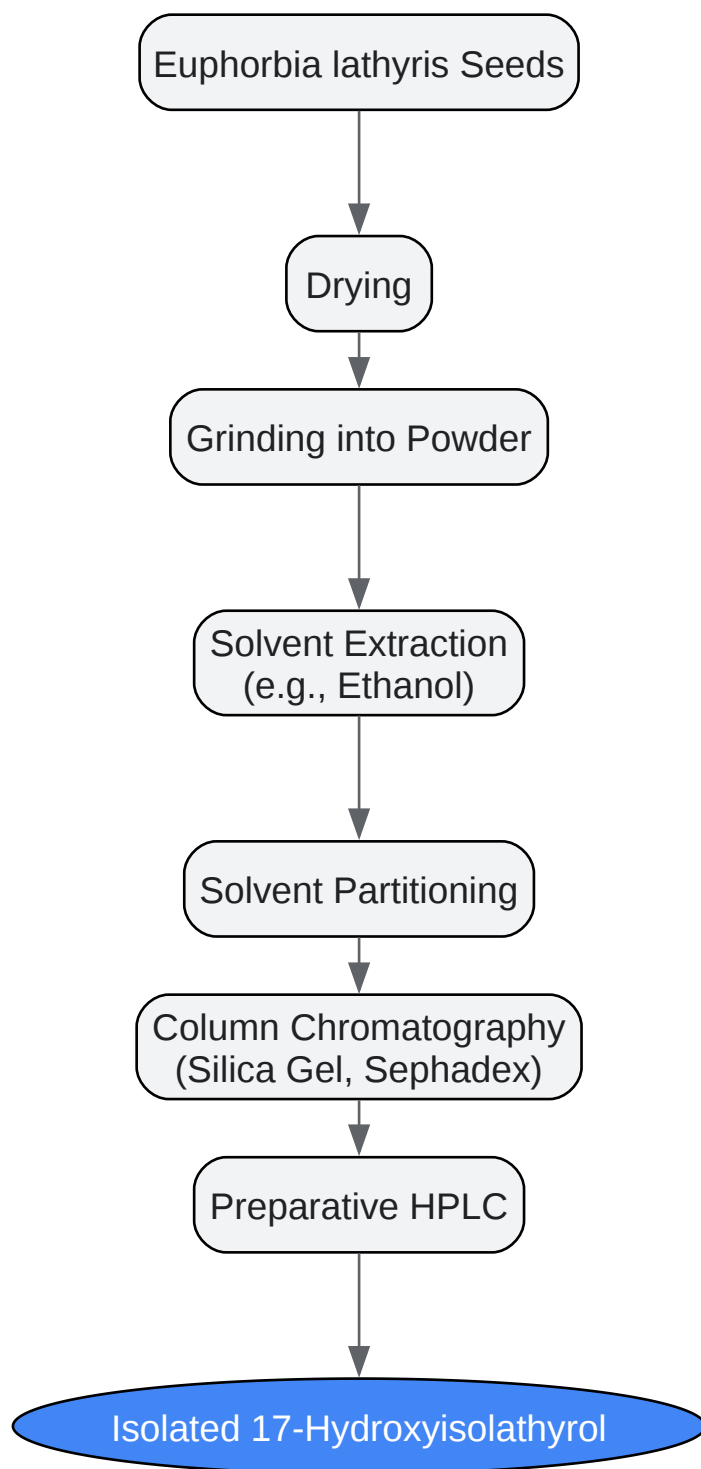 Euphorbia lathyris Seeds
Drying
Grinding into Powder
Solvent Extraction
(e.g., Ethanol)
Solvent Partitioning
Column Chromatography
(Silica Gel, Sephadex)
Preparative HPLC
Isolated 17-Hydroxyisolathyrol